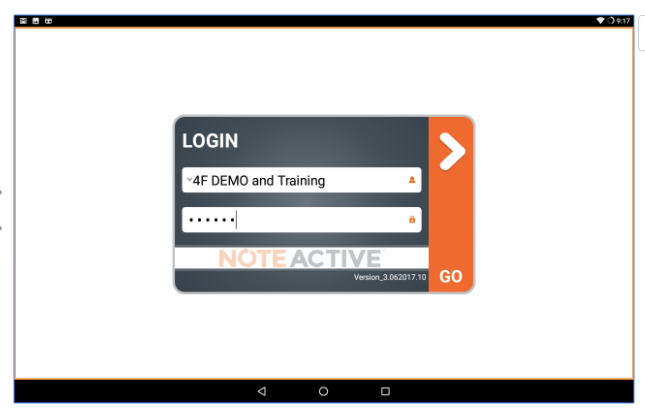 9:17
LOGIN
4F DEMO and Training
••••••
NOTEACTIVE
Version_3.062017.10
GO